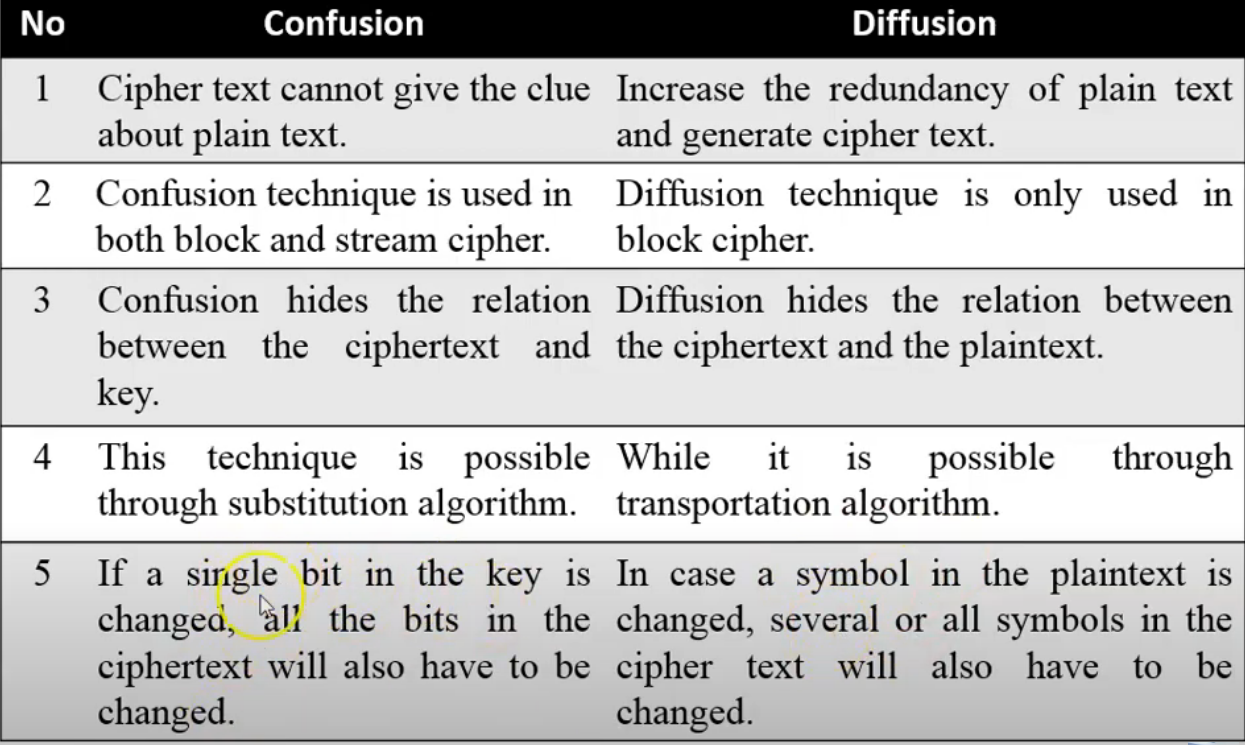 No Confusion Diffusion
1 Cipher text cannot give the clue Increase the redundancy of plain text
about plain text. and generate cipher text.
2 Confusion technique is used in Diffusion technique is only used in
both block and stream cipher. block cipher.
3 Confusion hides the relation Diffusion hides the relation between
between the ciphertext and the ciphertext and the plaintext.
key.
4 This technique is possible While it is possible through
through substitution algorithm. transportation algorithm.
5 If a single bit in the key is In case a symbol in the plaintext is
changed, all the bits in the changed, several or all symbols in the
ciphertext will also have to be cipher text will also have to be
changed. changed.